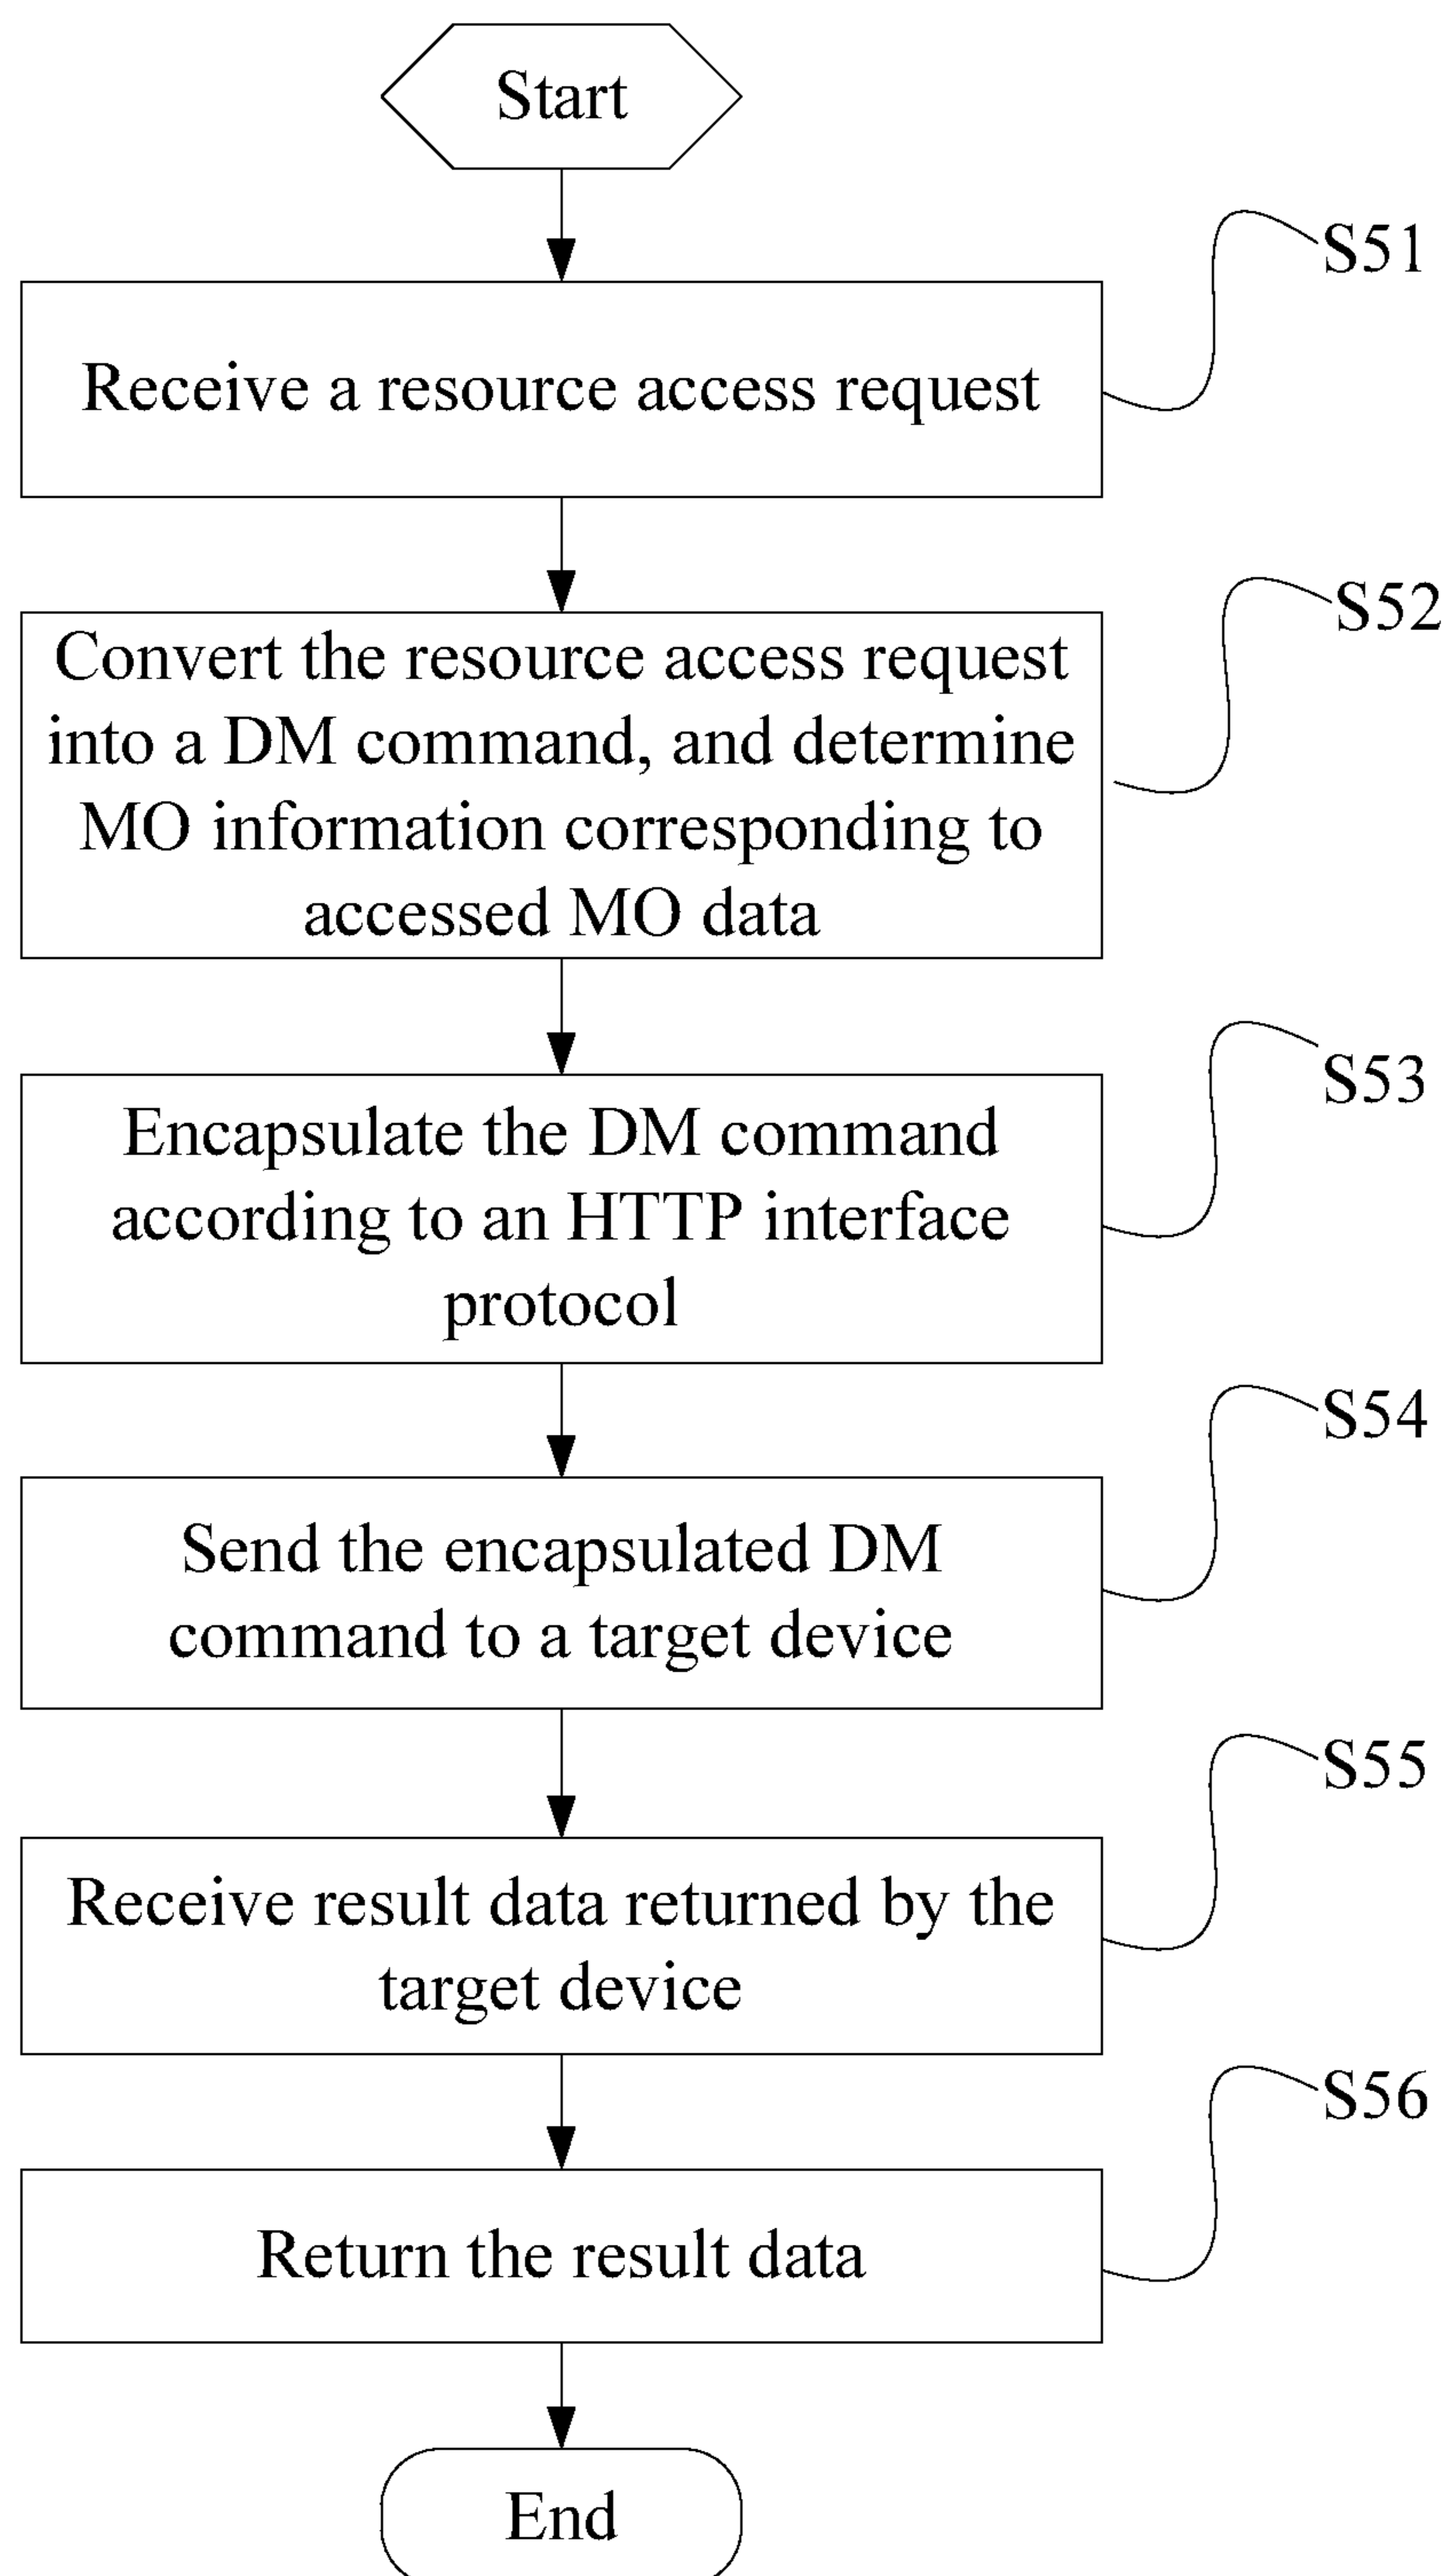 Start
S51
Receive a resource access request
S52
Convert the resource access request
into a DM command, and determine
MO information corresponding to
accessed MO data
S53
Encapsulate the DM command
according to an HTTP interface
protocol
S54
Send the encapsulated DM
command to a target device
S55
Receive result data returned by the
target device
S56
Return the result data
End